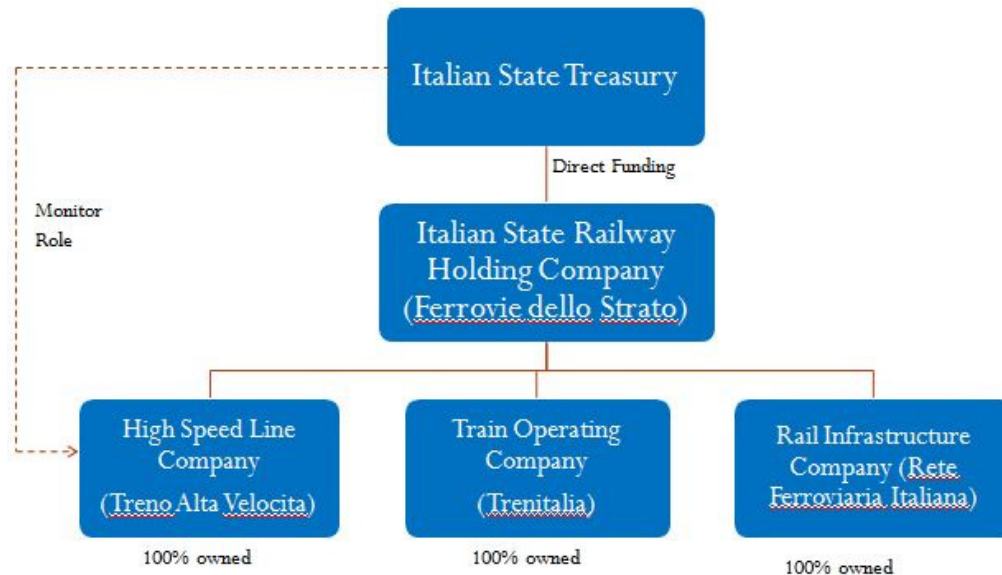 Italian State Treasury
Direct Funding
Monitor
Role
Italian State Railway
Holding Company
(Ferrovie dello Strato)
High Speed Line
Company
(Treno Alta Velocita)
100% owned
Train Operating
Company
(Trenitalia)
100% owned
Rail Infrastructure
Company (Rete
Ferroviaria Italiana)
100% owned